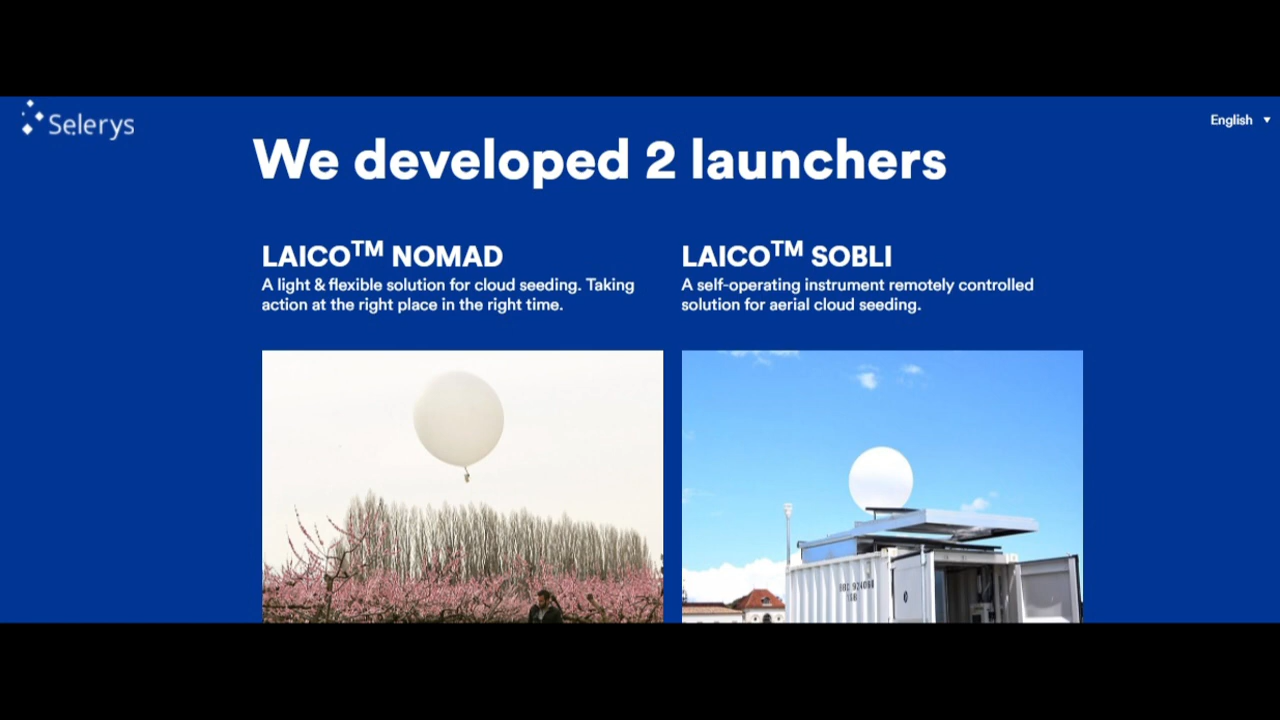 Selerys
English
We developed 2 launchers
LAICO™ NOMAD
A light & flexible solution for cloud seeding. Taking
action at the right place in the right time.
LAICO™ SOBLI
A self-operating instrument remotely controlled
solution for aerial cloud seeding.